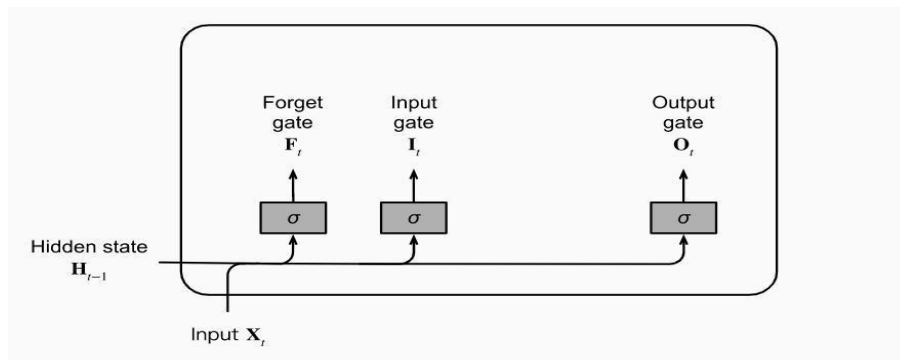 Forget
gate
F_t
Input
gate
I_t
Output
gate
O_t
σ
σ
σ
Hidden state
H_{t-1}
Input X_t